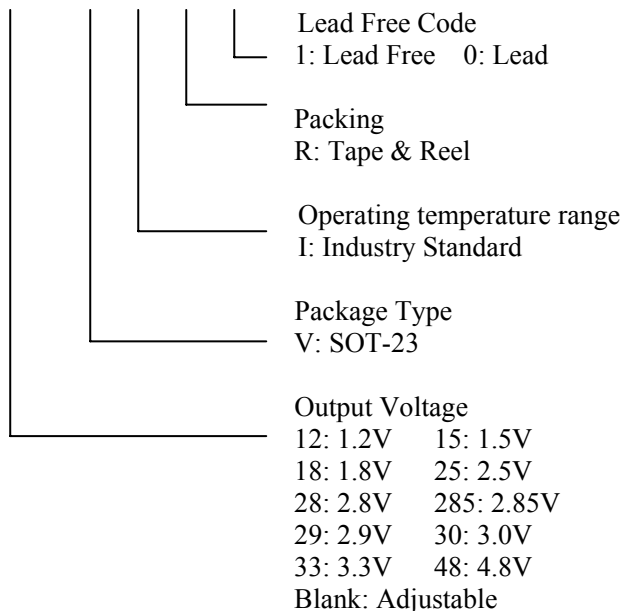 Lead Free Code
1: Lead Free 0: Lead
Packing
R: Tape & Reel
Operating temperature range
I: Industry Standard
Package Type
V: SOT-23
Output Voltage
12: 1.2V 15: 1.5V
18: 1.8V 25: 2.5V
28: 2.8V 285: 2.85V
29: 2.9V 30: 3.0V
33: 3.3V 48: 4.8V
Blank: Adjustable